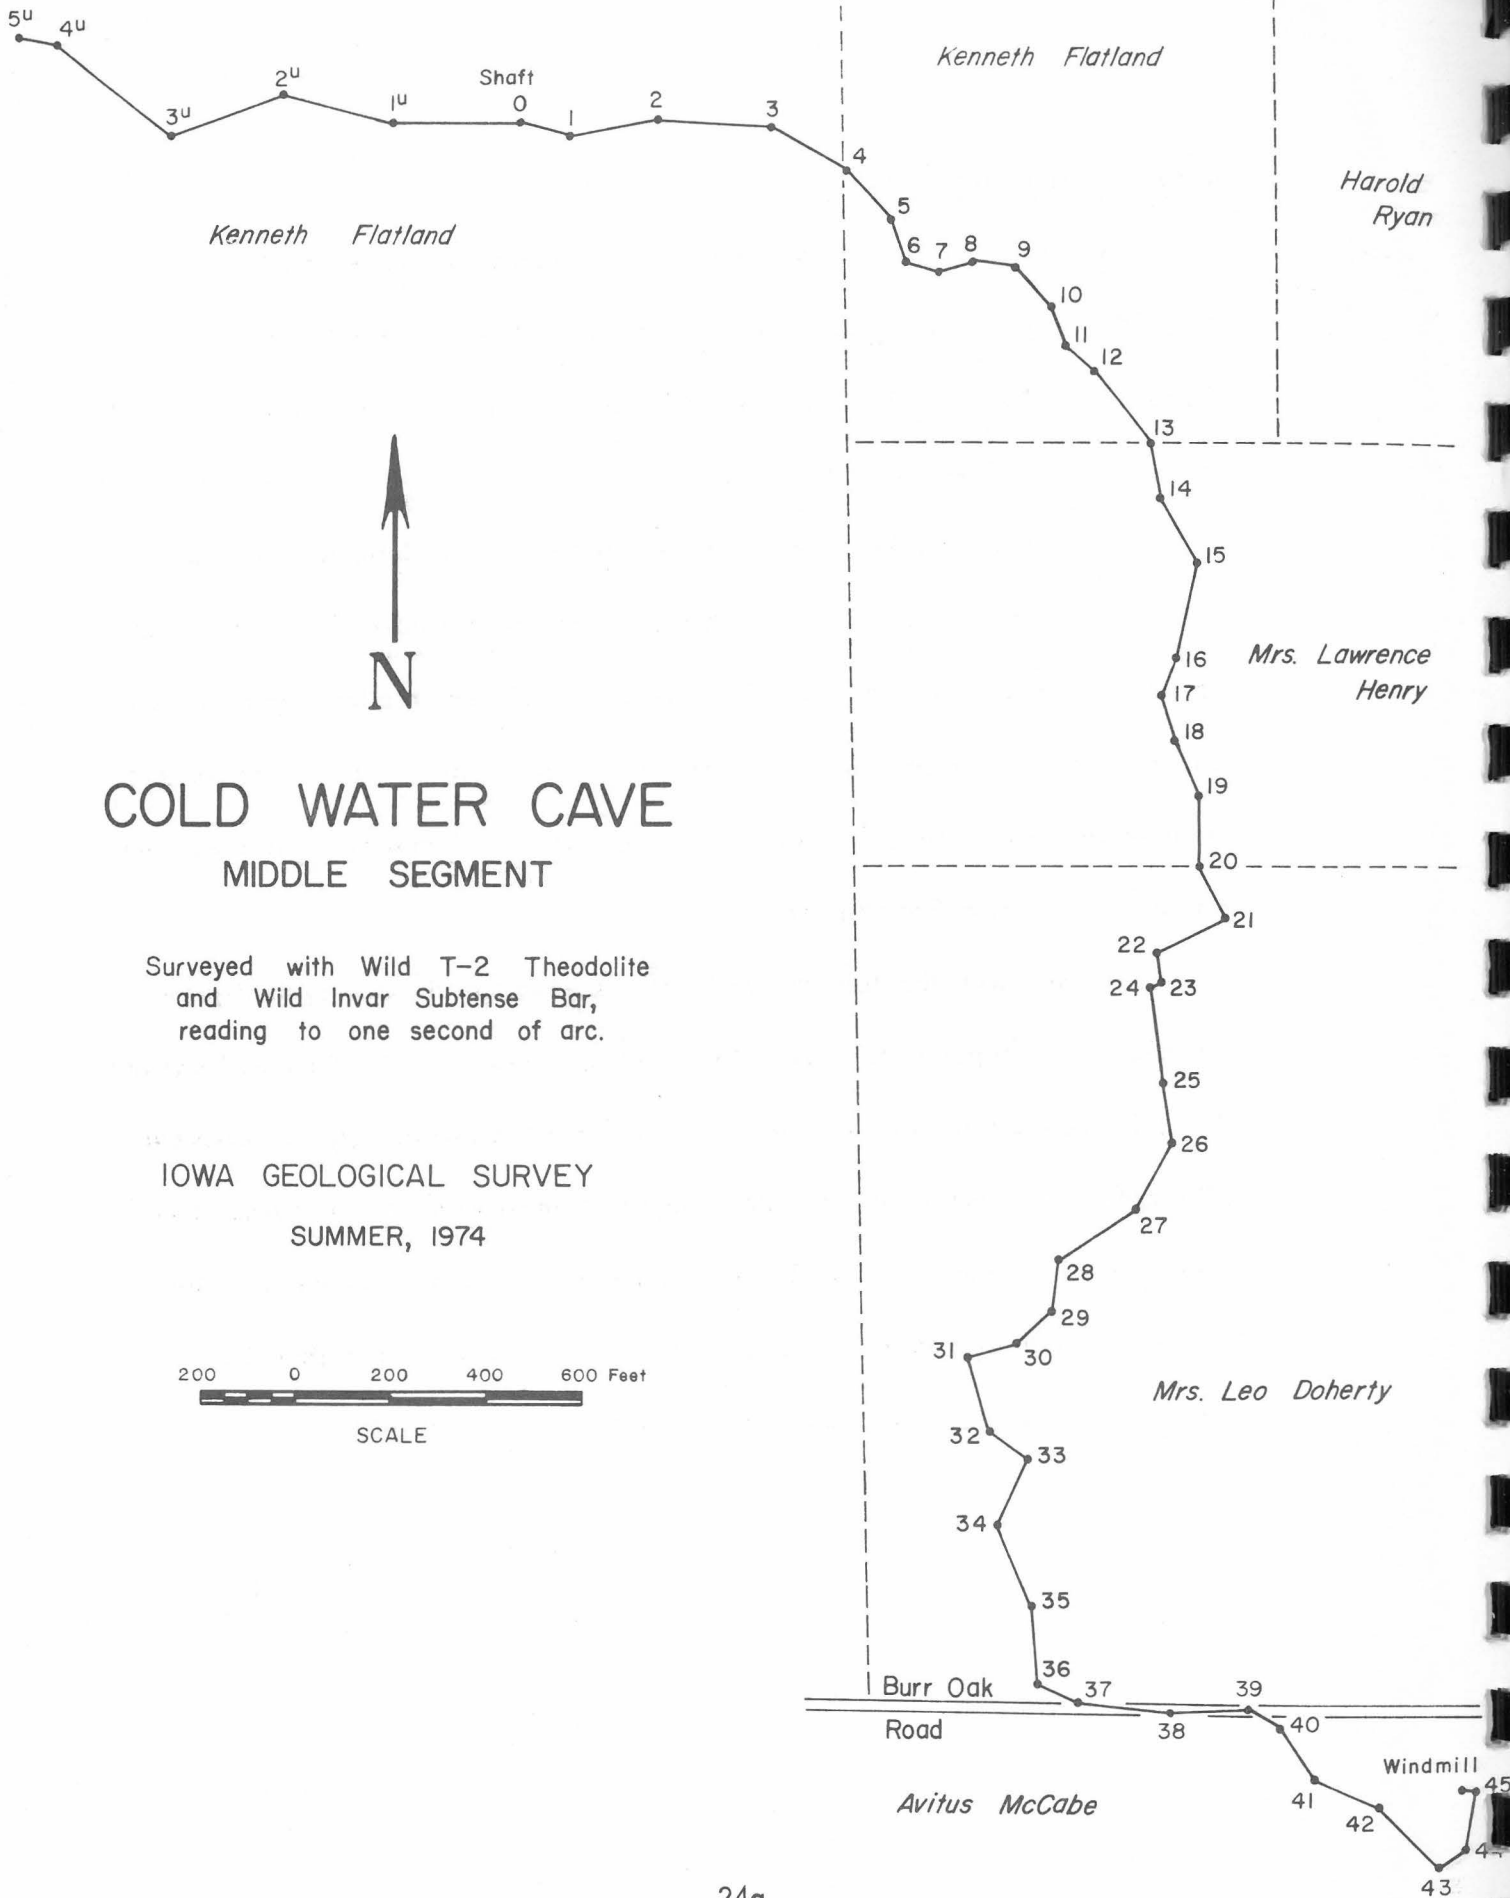 5u
4u
3u
2u
1u
Shaft
0
1
2
3
4
5
6
7
8
9
10
11
12
13
14
15
16
17
18
19
20
21
22
23
24
25
26
27
28
29
30
31
32
33
34
35
36
37
38
39
40
41
42
43
45
Kenneth Flatland
Harold
Ryan
Kenneth Flatland
N
Mrs. Lawrence
Henry
COLD WATER CAVE
MIDDLE SEGMENT
Surveyed with Wild T-2 Theodolite
and Wild Invar Subtense Bar,
reading to one second of arc.
IOWA GEOLOGICAL SURVEY
SUMMER, 1974
200 0 200 400 600 Feet
SCALE
Mrs. Leo Doherty
Burr Oak
Road
Windmill
Avitus McCabe